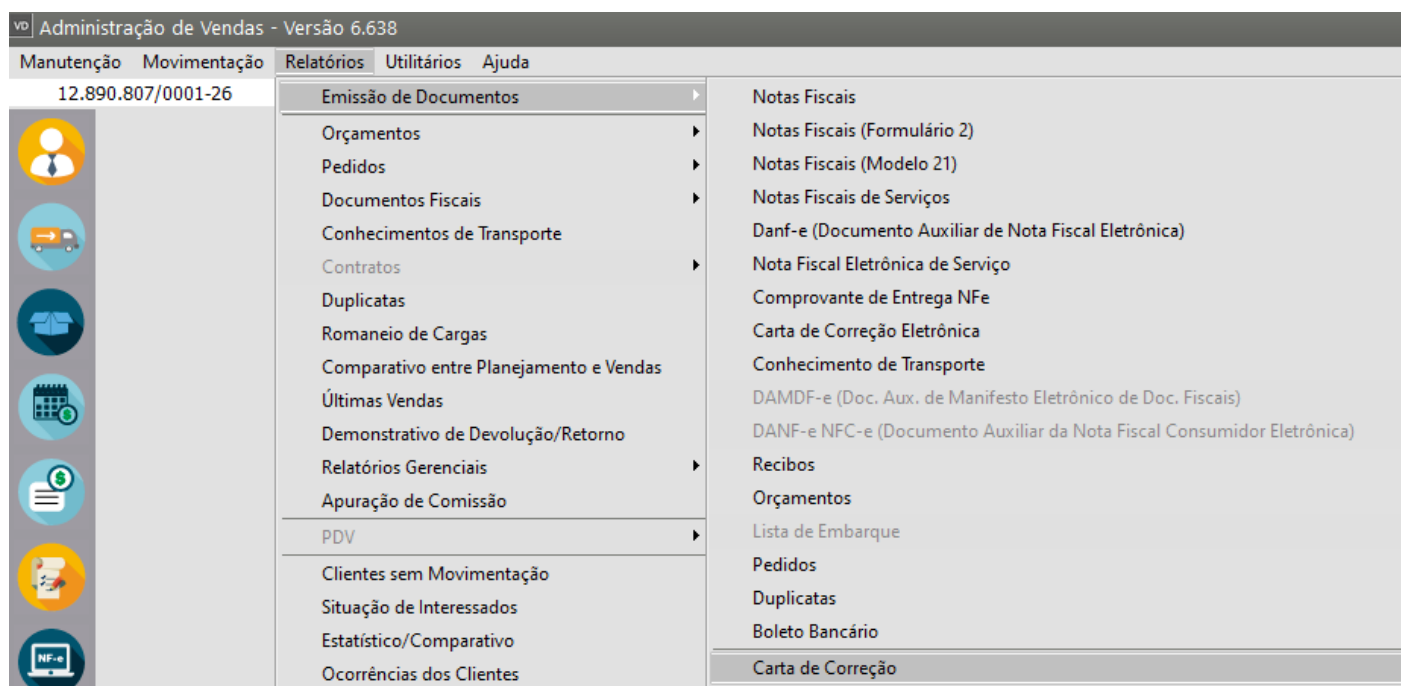 VD Administração de Vendas - Versão 6.638
Manutenção Movimentação Relatórios Utilitários Ajuda
12.890.807/0001-26
Emissão de Documentos
Orçamentos
Pedidos
Documentos Fiscais
Conhecimentos de Transporte
Contratos
Duplicatas
Romaneio de Cargas
Comparativo entre Planejamento e Vendas
Últimas Vendas
Demonstrativo de Devolução/Retorno
Relatórios Gerenciais
Apuração de Comissão
PDV
Clientes sem Movimentação
Situação de Interessados
Estatístico/Comparativo
Ocorrências dos Clientes
Notas Fiscais
Notas Fiscais (Formulário 2)
Notas Fiscais (Modelo 21)
Notas Fiscais de Serviços
Danf-e (Documento Auxiliar de Nota Fiscal Eletrônica)
Nota Fiscal Eletrônica de Serviço
Comprovante de Entrega NFe
Carta de Correção Eletrônica
Conhecimento de Transporte
DAMDF-e (Doc. Aux. de Manifesto Eletrônico de Doc. Fiscais)
DANF-e NFC-e (Documento Auxiliar da Nota Fiscal Consumidor Eletrônica)
Recibos
Orçamentos
Lista de Embarque
Pedidos
Duplicatas
Boleto Bancário
Carta de Correção
NF-e